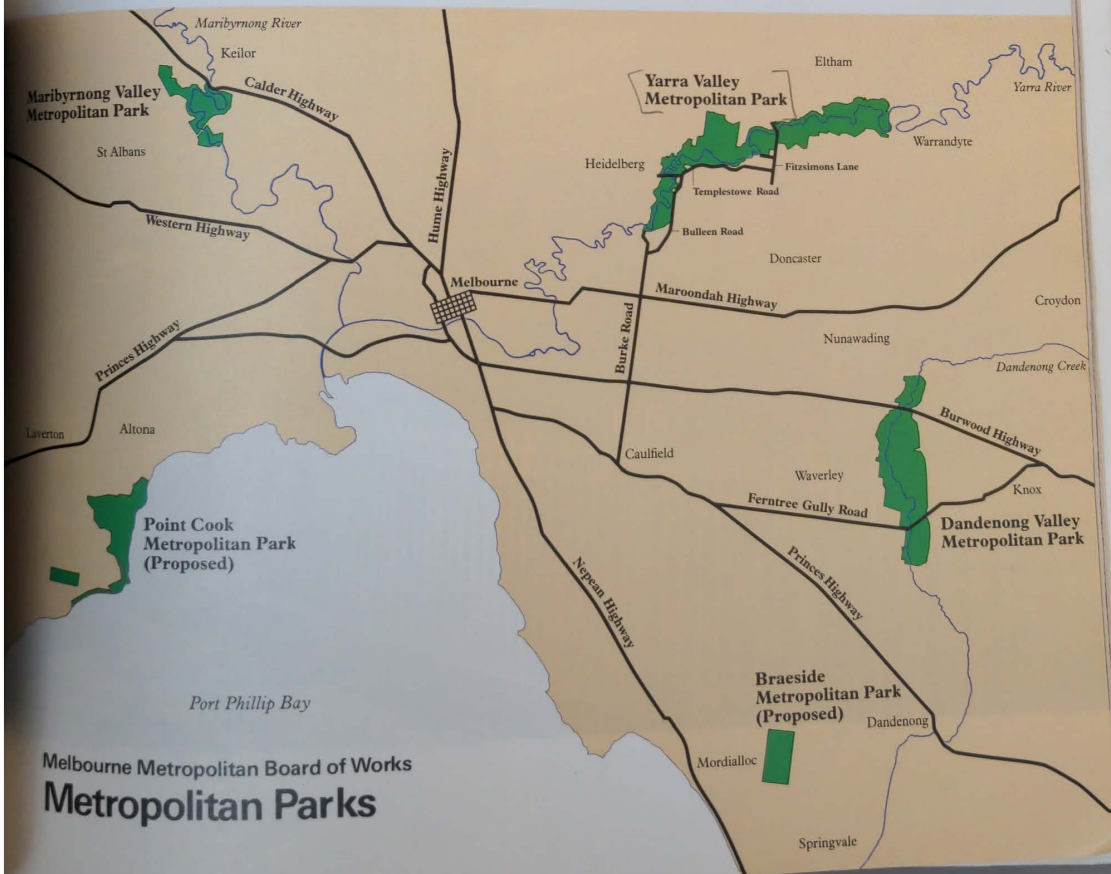 Maribyrnong River
Keilor
Calder Highway
Maribyrnong Valley
Metropolitan Park
St Albans
Western Highway
Hume Highway
Eltham
Yarra Valley
Metropolitan Park
Yarra River
Warrandyte
Heidelberg
Fitzsimons Lane
Templestowe Road
Bulleen Road
Doncaster
Melbourne
Maroondah Highway
Croydon
Burke Road
Nunawading
Princes Highway
Dandenong Creek
Laverton
Altona
Burwood Highway
Caulfield
Waverley
Knox
Ferntree Gully Road
Point Cook
Metropolitan Park
(Proposed)
Dandenong Valley
Metropolitan Park
Nepean Highway
Princes Highway
Braeside
Metropolitan Park
(Proposed)
Dandenong
Port Phillip Bay
Mordialloc
Melbourne Metropolitan Board of Works
Metropolitan Parks
Springvale